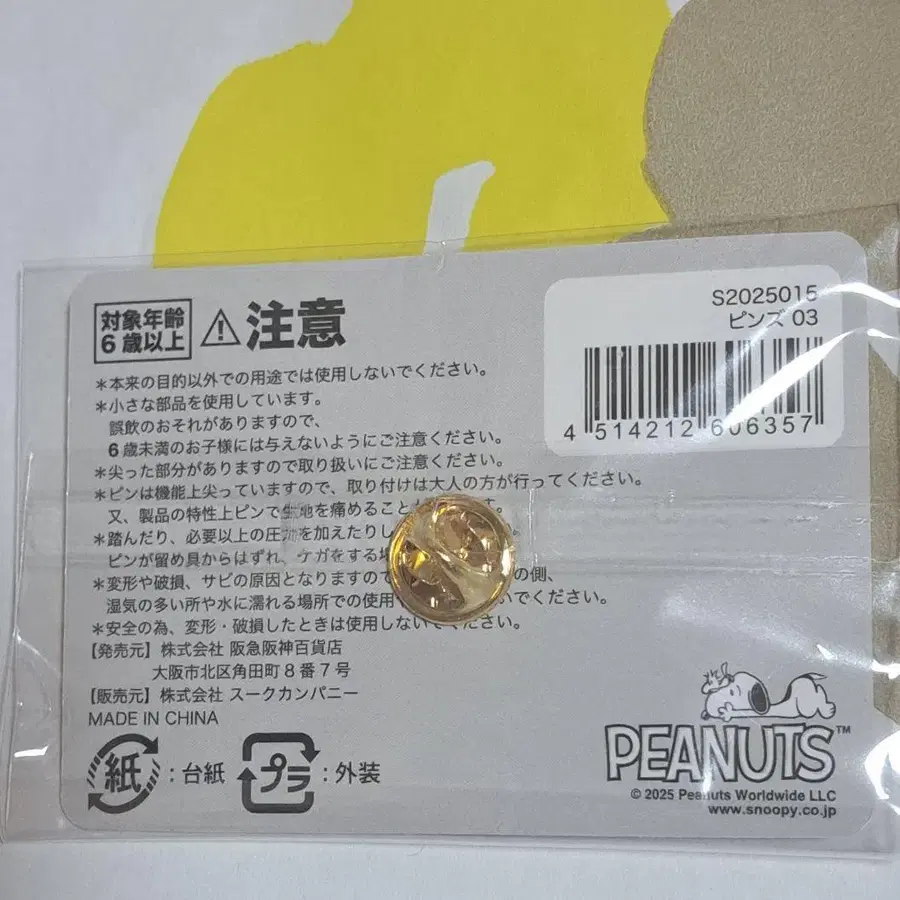 対象年齢
6歳以上
注意
＊本来の目的以外での用途では使用しないでください。
＊小さな部品を使用しています。
誤飲のおそれがありますので、
6歳未満のお子様には与えないようにご注意ください。
＊尖った部分がありますので取り扱いにご注意ください。
＊ピンは機能上尖っていますので、取り付けは大人の方が行ってください。
又、製品の特性上ピンで生地を痛めること
＊踏んだり、必要以上の圧力を加えたりし
ピンが留め具からはずれ、ケガをする
＊変形や破損、サビの原因となりますので の側、
湿気の多い所や水に濡れる場所での使用 いでください。
＊安全の為、変形・破損したときは使用しないでください。
【発売元】株式会社 阪急阪神百貨店
大阪市北区角田町8番7号
【販売元】株式会社 スークカンパニー
MADE IN CHINA
紙：台紙 プラ：外装
S2025015
ピンズ 03
4 514212 606357
PEANUTS™
© 2025 Peanuts Worldwide LLC
www.snoopy.co.jp